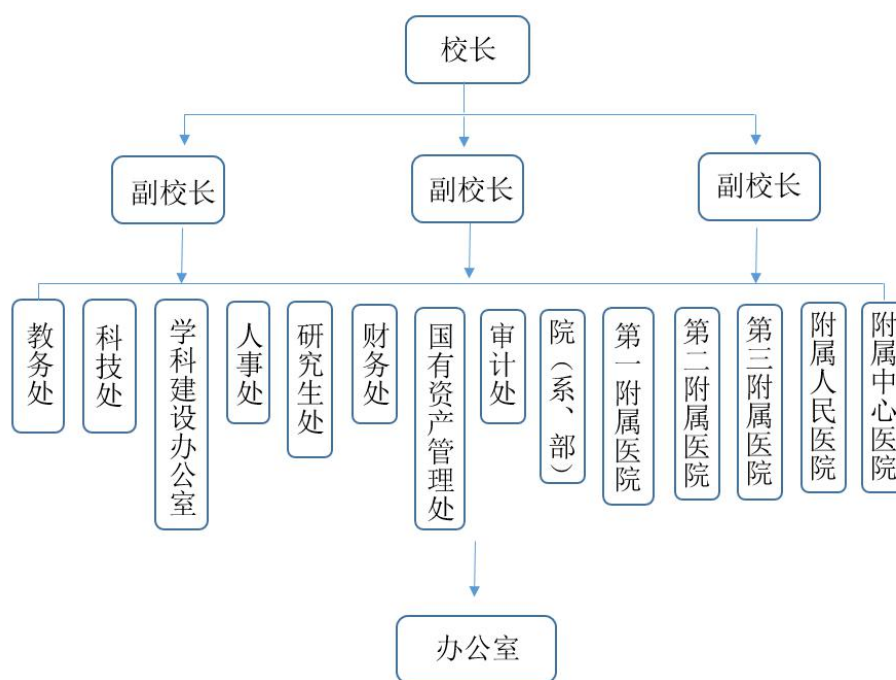 校长
副校长
副校长
副校长
教务处
科技处
学科建设办公室
人事处
研究生处
财务处
国有资产管理处
审计处
院（系、部）
第一附属医院
第二附属医院
第三附属医院
附属人民医院
附属中心医院
办公室